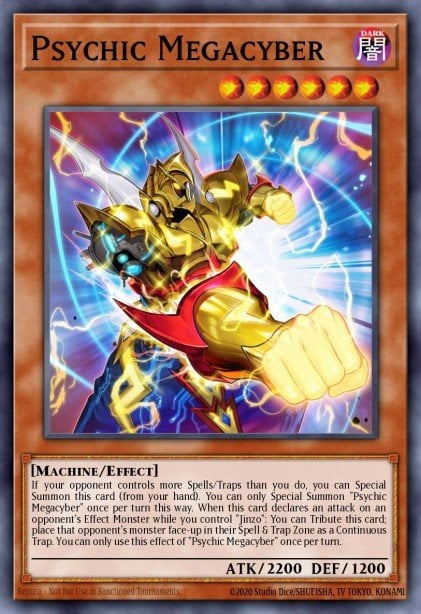 Psychic Megacyber
DARK
闇
[Machine/Effect]
If your opponent controls more Spells/Traps than you do, you can Special
Summon this card (from your hand). You can only Special Summon "Psychic
Megacyber" once per turn this way. When this card declares an attack on an
opponent's Effect Monster while you control "Jinzo": You can Tribute this card;
place that opponent's monster face-up in their Spell & Trap Zone as a Continuous
Trap. You can only use this effect of "Psychic Megacyber" once per turn.
ATK/2200 DEF/1200
Replica - Not For Use in Sanctioned Tournaments
©2020 Studio Dice/SHUEISHA, TV TOKYO, KONAMI